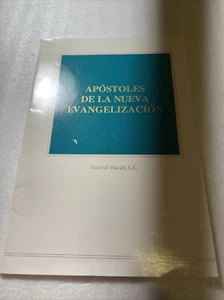 APÓSTOLES
DE LA NUEVA
EVANGELIZACIÓN
Marcial Maciel, L.C.